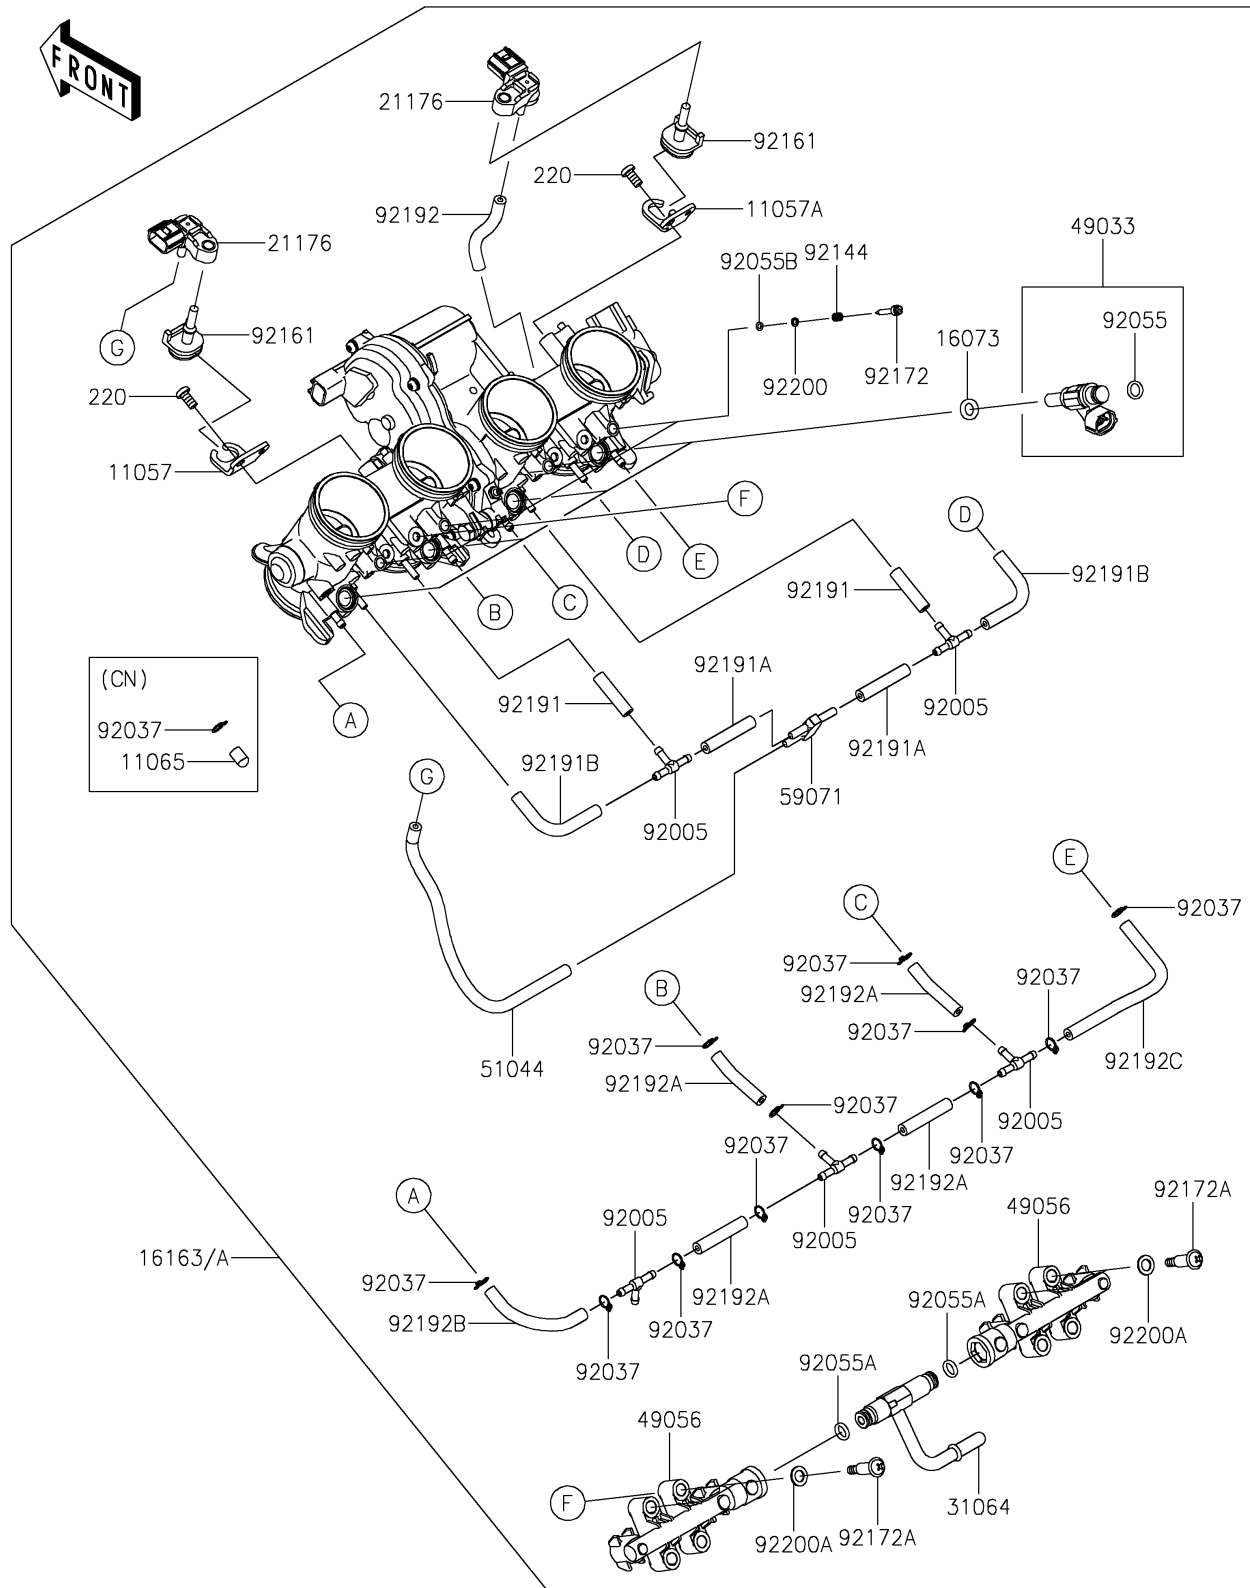 FRONT
21176
92161
220
92192
11057A
21176
49033
92055B
92144
92161
G
92055
16073
92200
92172
220
11057
F
D
D
E
92191B
92191
C
B
(CN)
92191A
92037
A
92191
92005
11065
92191A
92191B
G
59071
92005
E
C
92037
92037
92037
B
92192A
92037
92037
51044
92192A
92192C
92037
92005
92037
92037
92192A
A
92037
92172A
92005
92005
49056
16163/A
92037
92192A
92055A
92192B
92037
92200A
92037
92055A
49056
F
31064
92200A
92172A